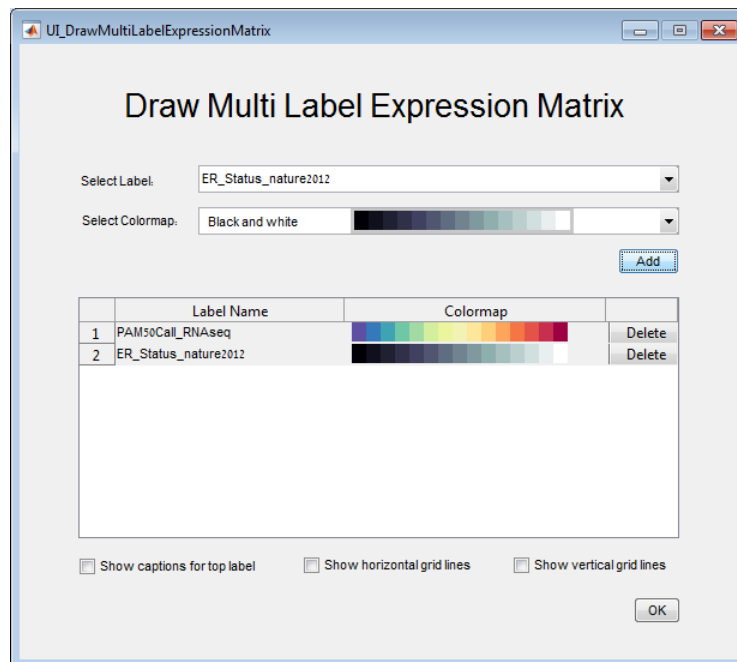 UI_DrawMultiLabelExpressionMatrix
Draw Multi Label Expression Matrix
Select Label: ER_Status_nature2012
Select Colormap: Black and white
Add
Label Name Colormap
1 PAM50Call_RNAseq Delete
2 ER_Status_nature2012 Delete
Show captions for top label Show horizontal grid lines Show vertical grid lines
OK